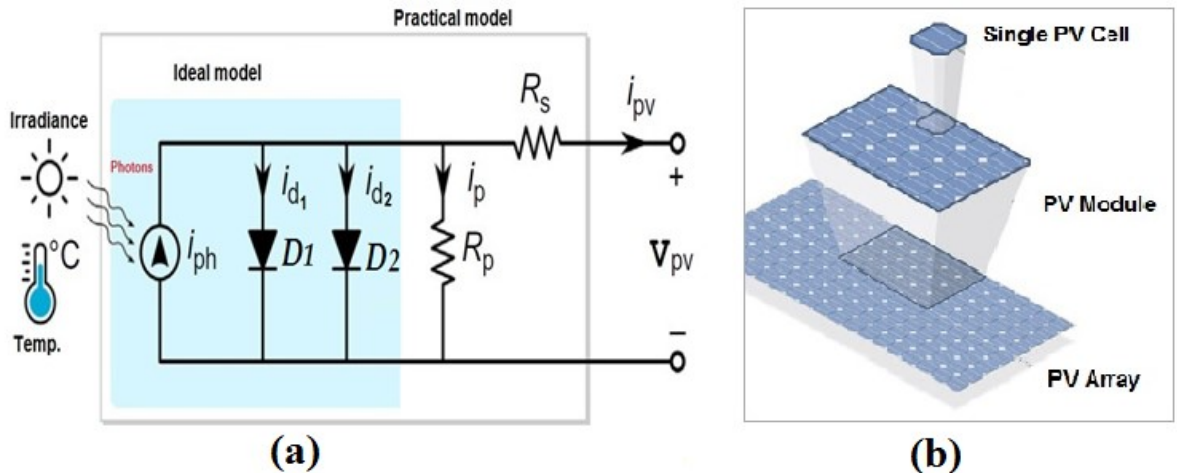 Practical model
Ideal model
Irradiance
Photons
°C
Temp.
iph
id1
D1
id2
D2
ip
Rp
Rs
ipv
+
Vpv
−
(a)
Single PV Cell
PV Module
PV Array
(b)